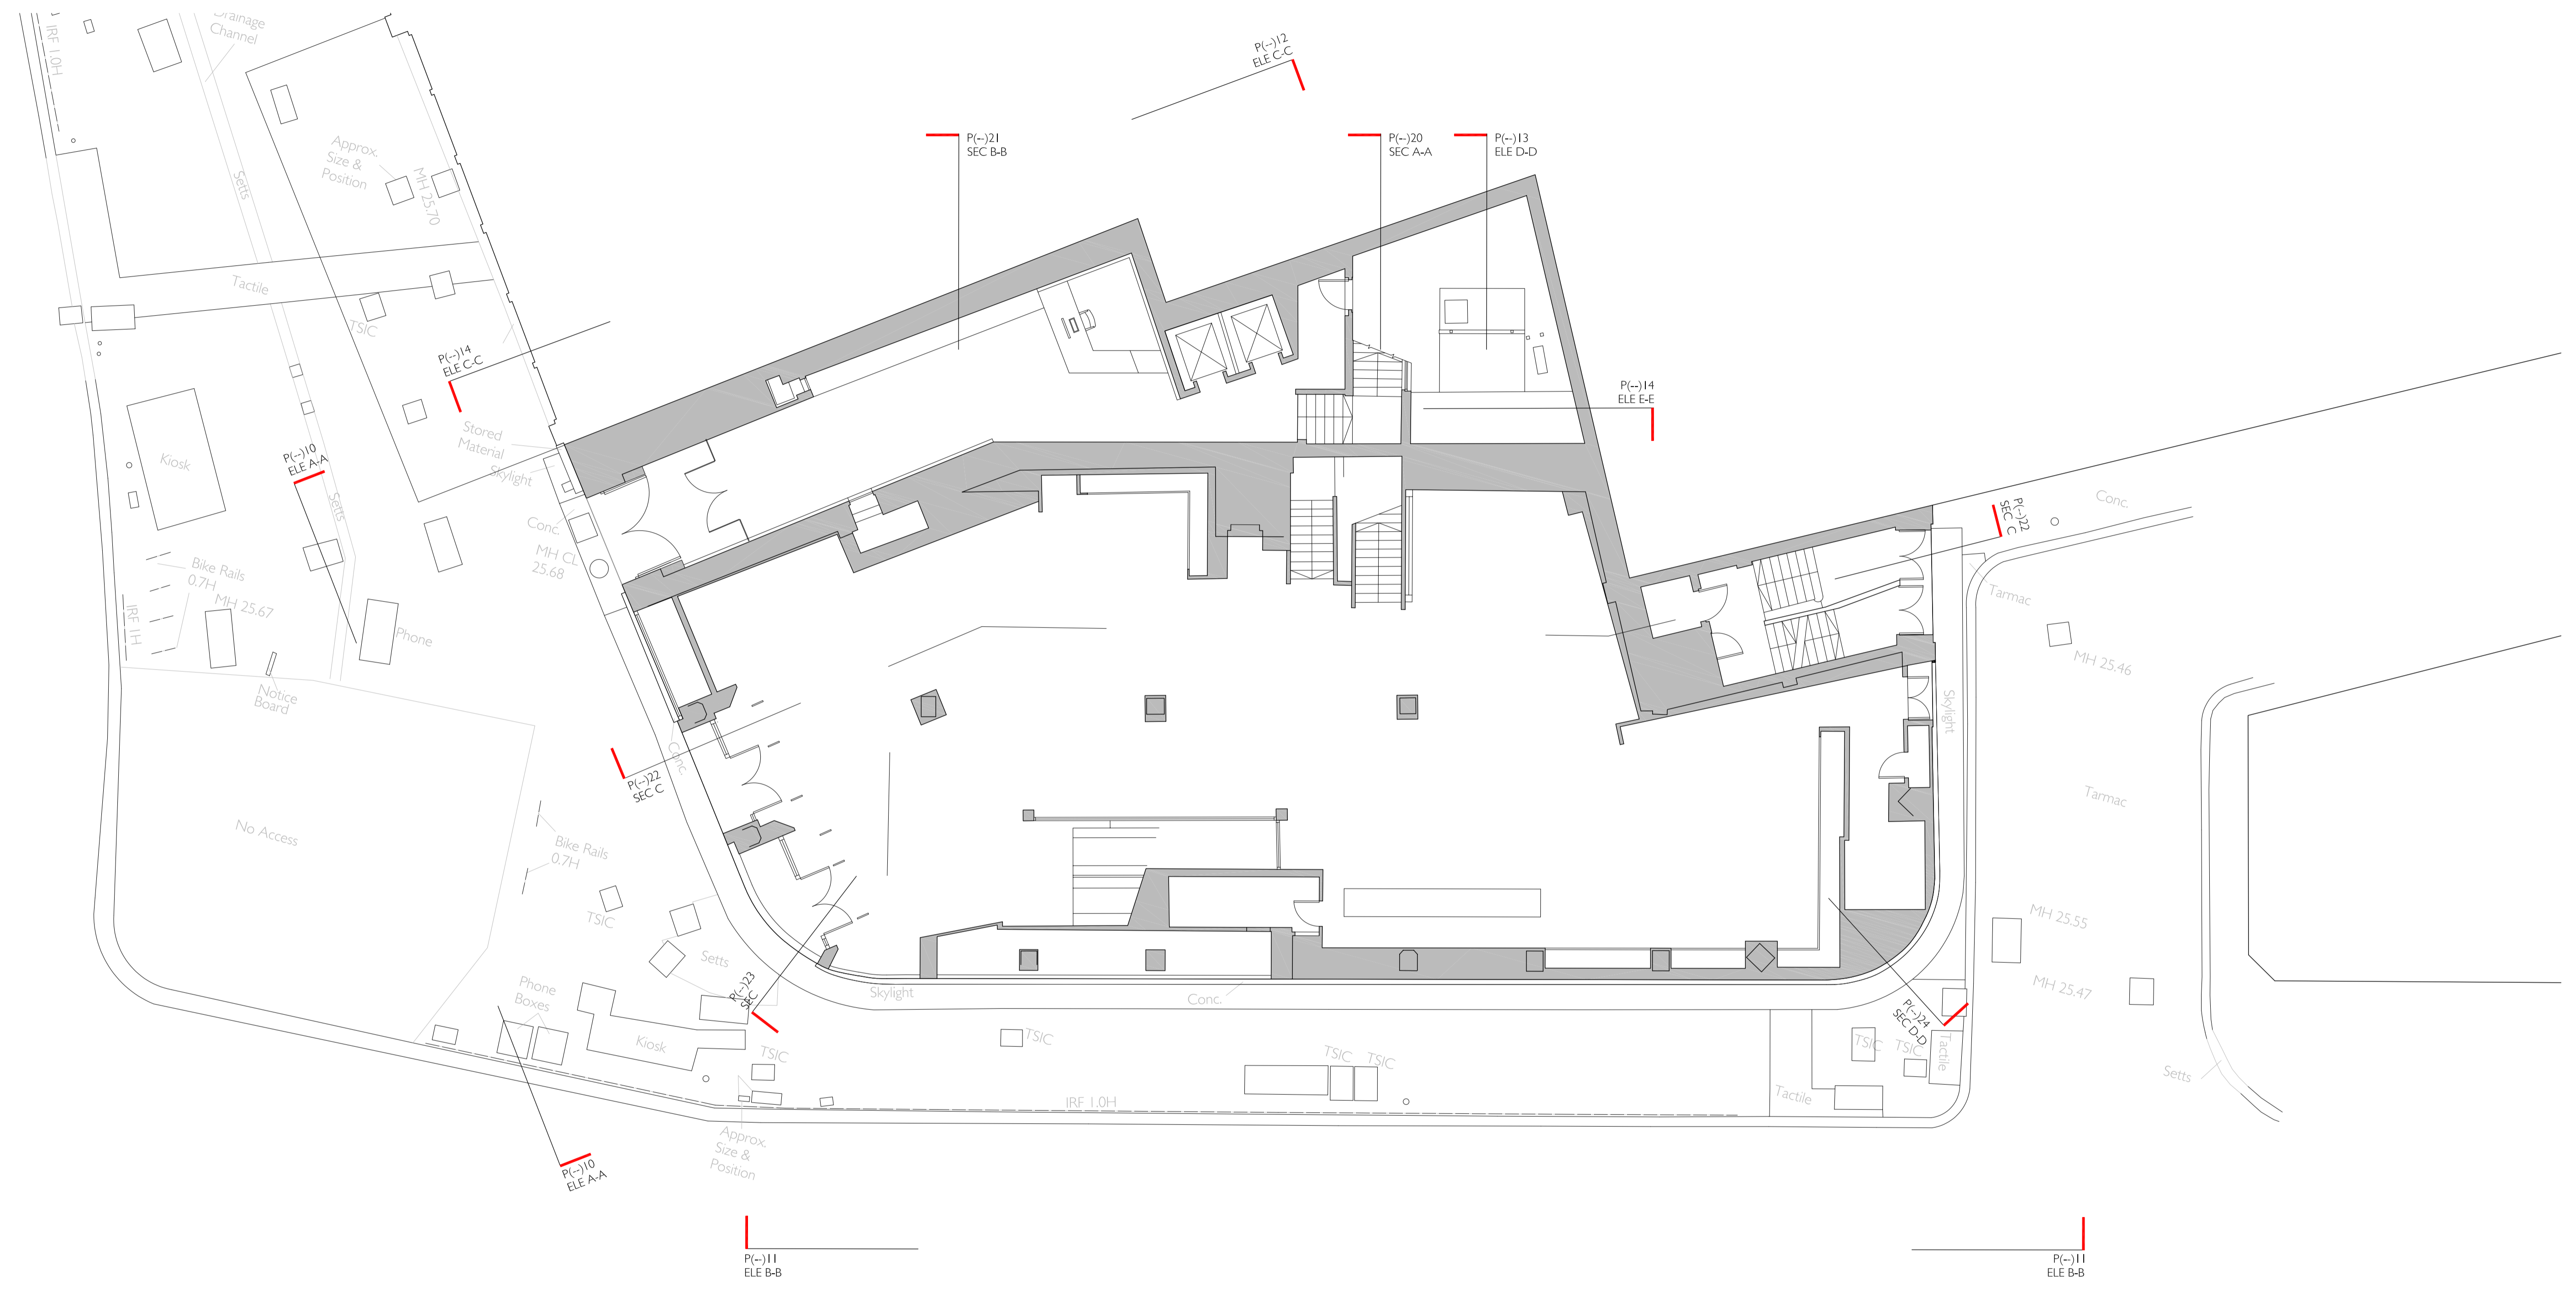 Drainage
Channel
IRF 1.0H
P(--)12
ELE C-C
P(--)21
SEC B-B
P(--)20
SEC A-A
P(--)13
ELE D-D
Approx.
Size &
Position
MH 25.70
Setts
Tactile
TSIC
P(--)14
ELE C-C
P(--)14
ELE E-E
Stored
Material
Skylight
Kiosk
P(--)10
ELE A-A
Setts
Conc.
MH CL
25.68
Bike Rails
0.7H
MH 25.67
IRF 1H
Phone
Notice
Board
P(--)22
SEC C
Conc.
Tarmac
MH 25.46
Skylight
Conc.
P(--)22
SEC C
Tarmac
No Access
Bike Rails
0.7H
TSIC
Setts
Phone
Boxes
P(--)23
SEC
Skylight
Conc.
MH 25.55
MH 25.47
P(--)24
SEC D-D
Kiosk
TSIC
TSIC
TSIC
TSIC
TSIC
TSIC
Tactile
Setts
Tactile
IRF 1.0H
Approx.
Size &
Position
P(--)10
ELE A-A
P(--)11
ELE B-B
P(--)11
ELE B-B